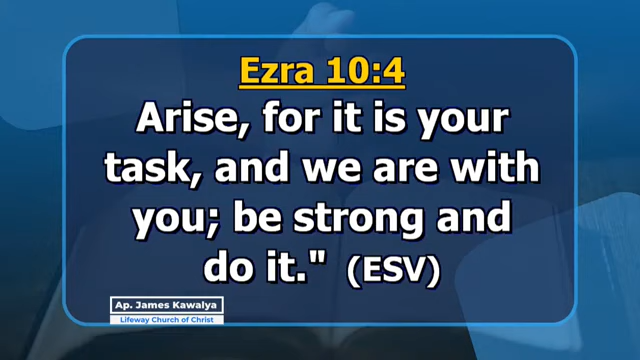 Ezra 10:4
Arise, for it is your
task, and we are with
you; be strong and
do it." (ESV)
Ap. James Kawalya
Lifeway Church of Christ